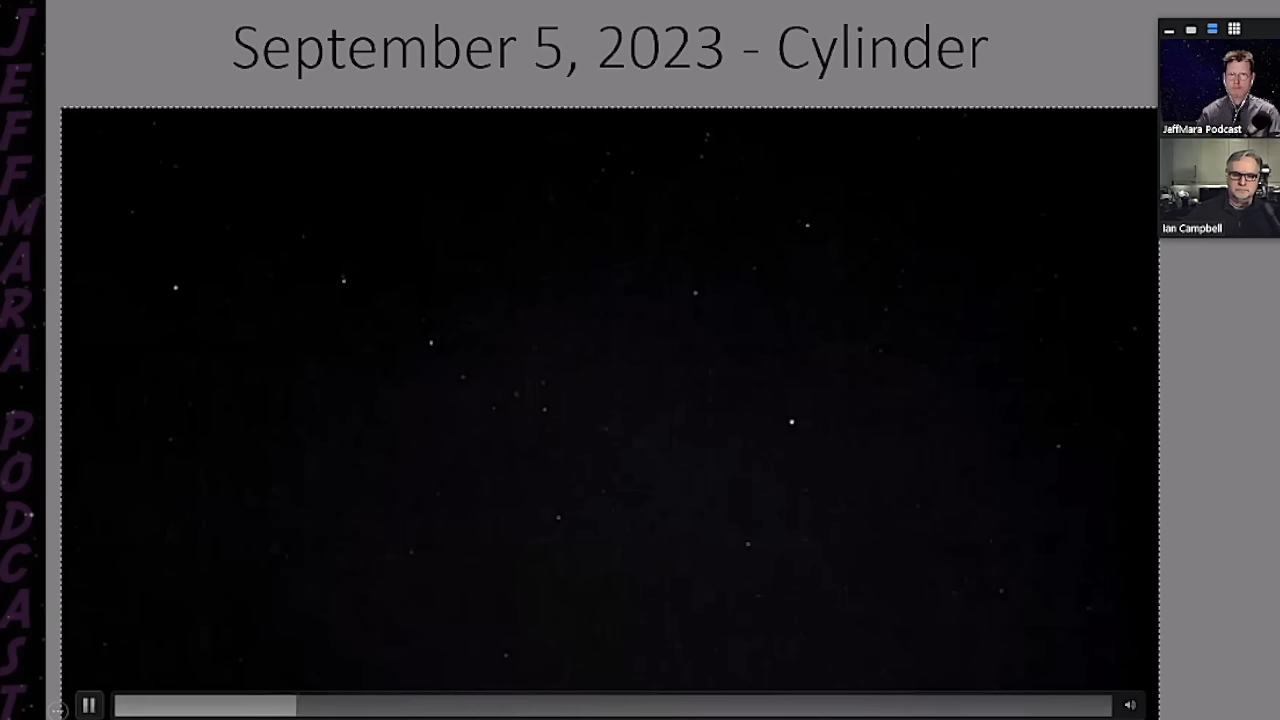 September 5, 2023 - Cylinder
JeffMara Podcast
Ian Campbell
JEFFMARA PODCAST